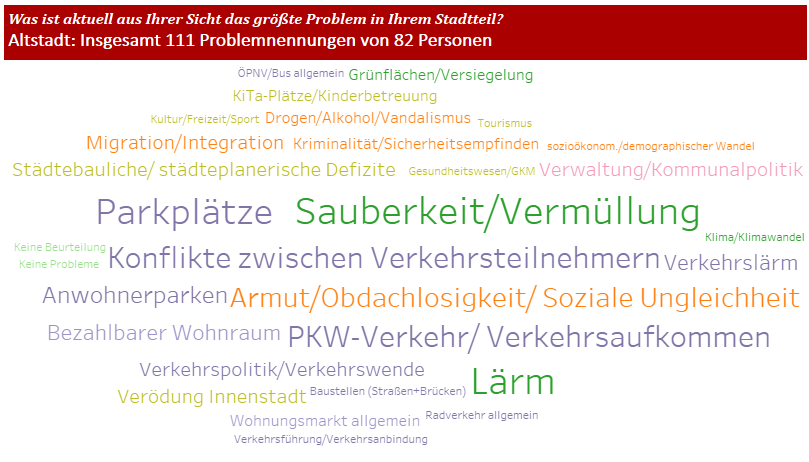 Was ist aktuell aus Ihrer Sicht das größte Problem in Ihrem Stadtteil?
Altstadt: Insgesamt 111 Problemnennungen von 82 Personen
ÖPNV/Bus allgemein Grünflächen/Versiegelung
KiTa-Plätze/Kinderbetreuung
Kultur/Freizeit/Sport Drogen/Alkohol/Vandalismus Tourismus
Migration/Integration Kriminalität/Sicherheitsempfinden sozioökonom./demographischer Wandel
Städtebauliche/ städteplanerische Defizite Gesundheitswesen/GKM Verwaltung/Kommunalpolitik
Parkplätze Sauberkeit/Vermüllung
Klima/Klimawandel
Keine Beurteilung
Keine Probleme
Konflikte zwischen Verkehrsteilnehmern Verkehrslärm
Anwohnerparken Armut/Obdachlosigkeit/ Soziale Ungleichheit
Bezahlbarer Wohnraum PKW-Verkehr/ Verkehrsaufkommen
Verkehrspolitik/Verkehrswende Lärm
Verödung Innenstadt Baustellen (Straßen+Brücken)
Wohnungsmarkt allgemein Radverkehr allgemein
Verkehrsführung/Verkehrsanbindung